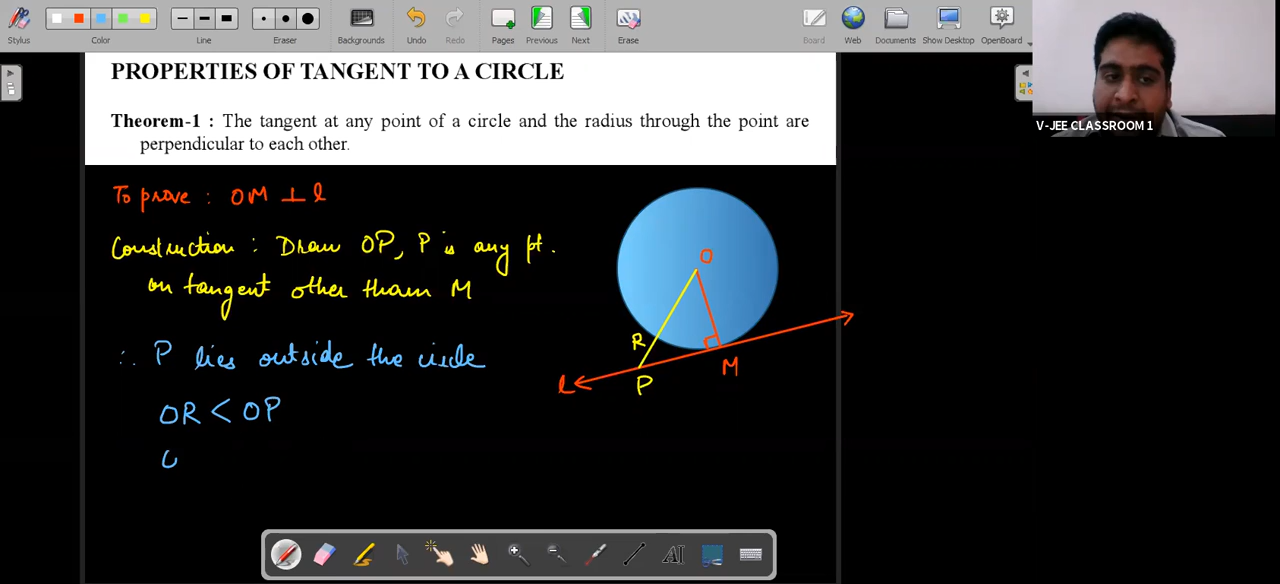 Stylus
Color
Line
Eraser
Backgrounds
Undo
Redo
Pages
Previous
Next
Erase
Board
Web
Documents
Show Desktop
OpenBoard
V-JEE CLASSROOM 1
PROPERTIES OF TANGENT TO A CIRCLE
Theorem-1 : The tangent at any point of a circle and the radius through the point are
perpendicular to each other.
To prove : OM ⊥ l
Construction : Draw OP, P is any pt.
on tangent other than M
∴ P lies outside the circle
OR < OP
O
R
l
P
M
AI